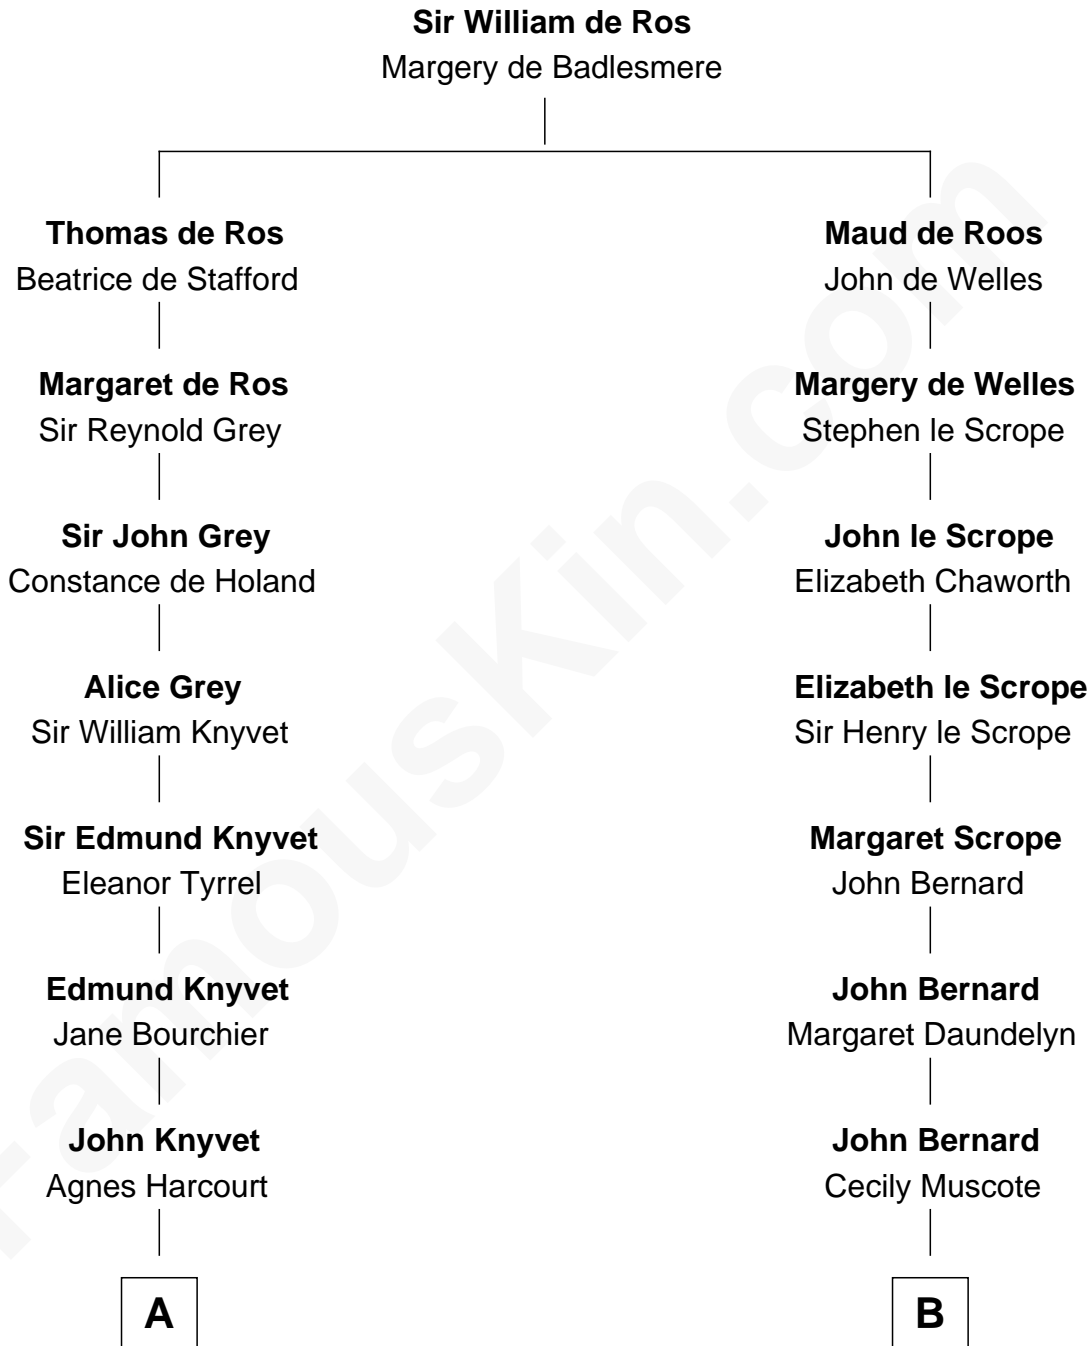 Sir William de Ros
Margery de Badlesmere
Thomas de Ros
Beatrice de Stafford
Maud de Roos
John de Welles
Margaret de Ros
Sir Reynold Grey
Margery de Welles
Stephen le Scrope
Sir John Grey
Constance de Holand
John le Scrope
Elizabeth Chaworth
Alice Grey
Sir William Knyvet
Elizabeth le Scrope
Sir Henry le Scrope
Sir Edmund Knyvet
Eleanor Tyrrel
Margaret Scrope
John Bernard
Edmund Knyvet
Jane Bourchier
John Bernard
Margaret Daundelyn
John Knyvet
Agnes Harcourt
John Bernard
Cecily Muscote
A
B
FamousKin.com